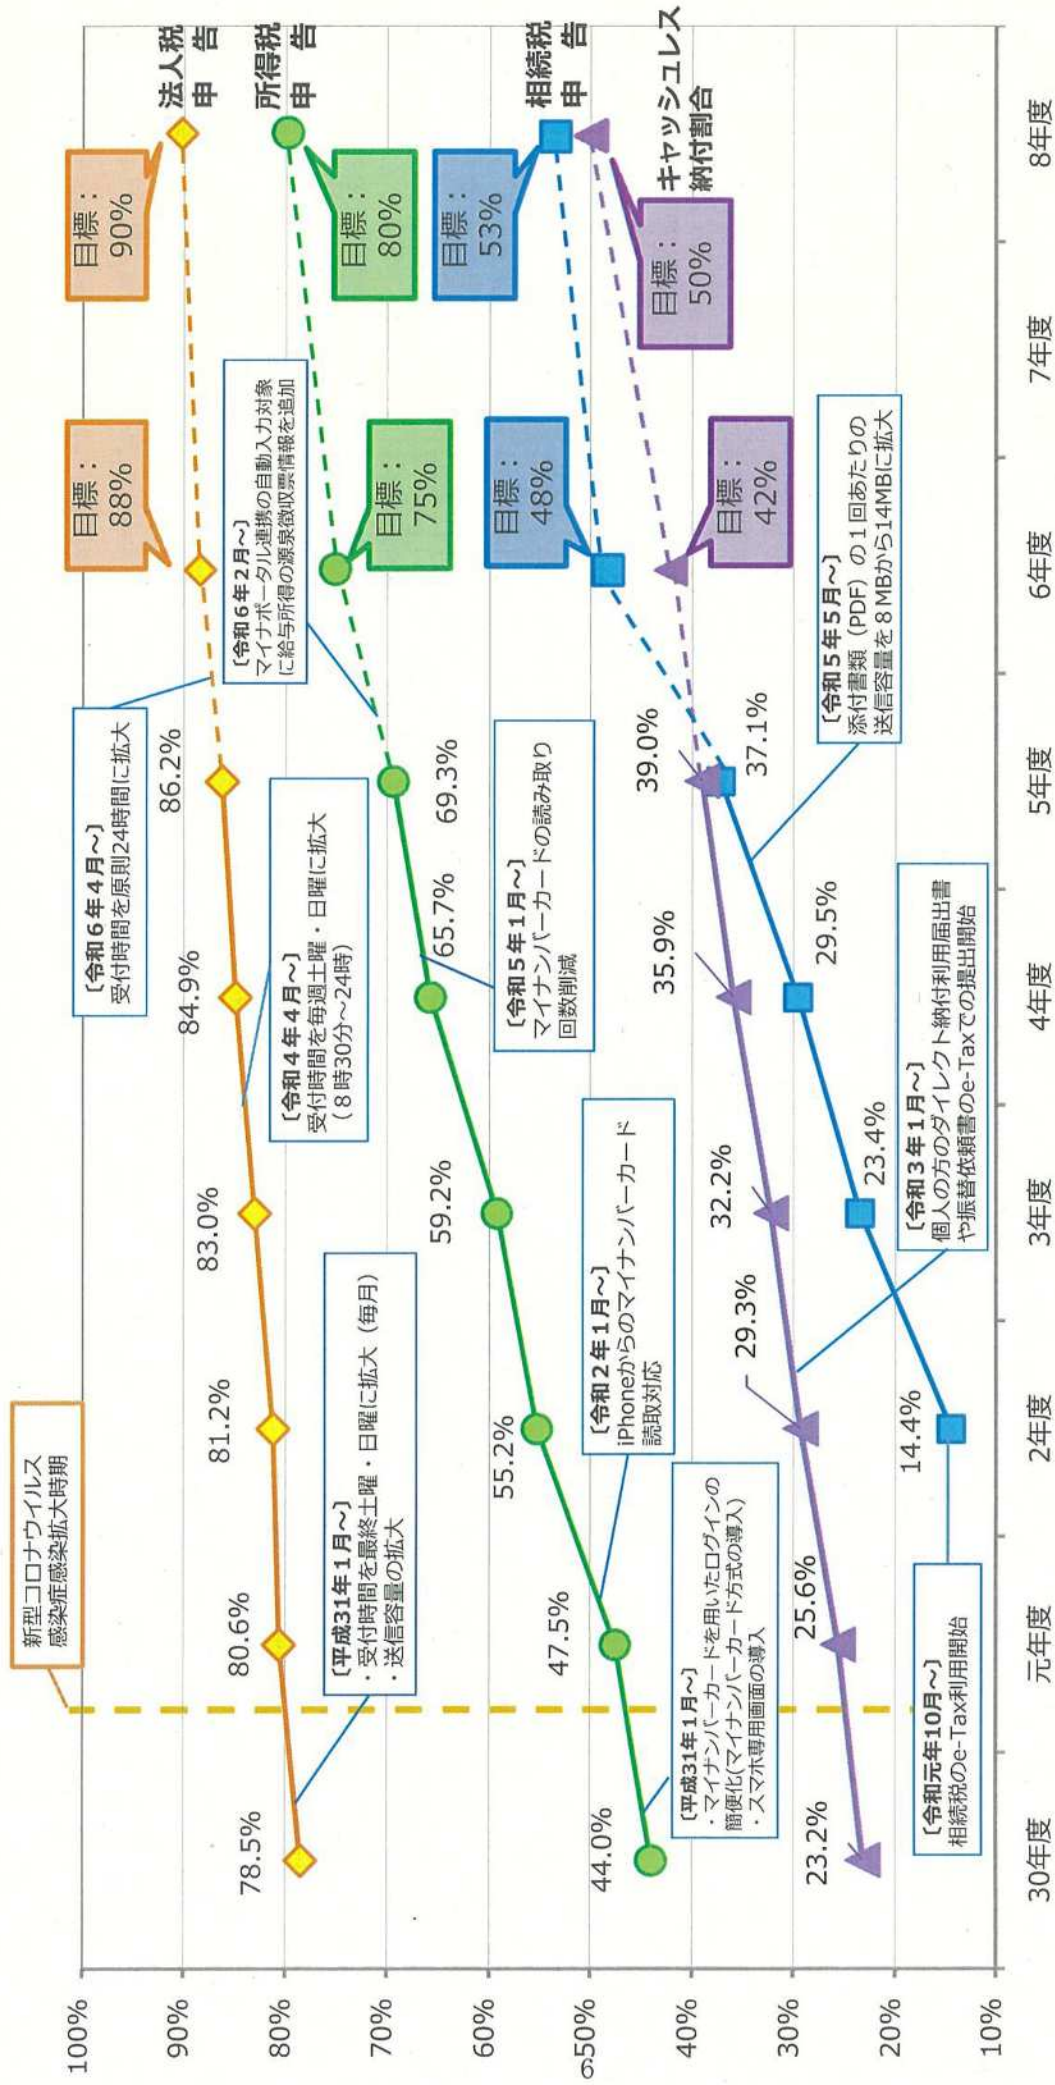 新型コロナウイルス
感染症感染拡大時期
100%
90%
80%
70%
60%
50%
40%
30%
20%
10%
30年度
元年度
2年度
3年度
4年度
5年度
6年度
7年度
8年度
法人税
申　告
78.5%
80.6%
81.2%
83.0%
84.9%
86.2%
目標：
88%
目標：
90%
所得税
申　告
44.0%
47.5%
55.2%
59.2%
65.7%
69.3%
目標：
75%
目標：
80%
相続税
申　告
14.4%
23.4%
29.5%
37.1%
目標：
48%
目標：
53%
キャッシュレス
納付割合
23.2%
25.6%
29.3%
32.2%
35.9%
39.0%
目標：
42%
目標：
50%
〔平成31年1月～〕
・受付時間を最終土曜・日曜に拡大（毎月）
・送信容量の拡大
〔令和４年４月～〕
受付時間を毎週土曜・日曜に拡大
（８時30分～24時）
〔令和６年４月～〕
受付時間を原則24時間に拡大
〔令和６年２月～〕
マイナポータル連携の自動入力対象
に給与所得の源泉徴収票情報を追加
〔平成31年1月～〕
・マイナンバーカードを用いたログインの
簡便化(マイナンバーカード方式の導入)
・スマホ専用画面の導入
〔令和２年１月～〕
iPhoneからのマイナンバーカード
読取対応
〔令和５年１月～〕
マイナンバーカードの読み取り
回数削減
〔令和元年10月～〕
相続税のe-Tax利用開始
〔令和３年１月～〕
個人の方のダイレクト納付利用届出書
や振替依頼書のe-Taxでの提出開始
〔令和５年５月～〕
添付書類（PDF）の１回あたりの
送信容量を８MBから14MBに拡大